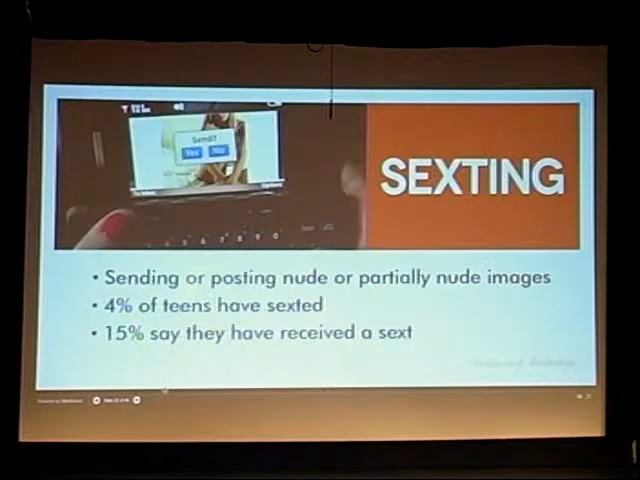 Send?
Yes No
SEXTING
• Sending or posting nude or partially nude images
• 4% of teens have sexted
• 15% say they have received a sext